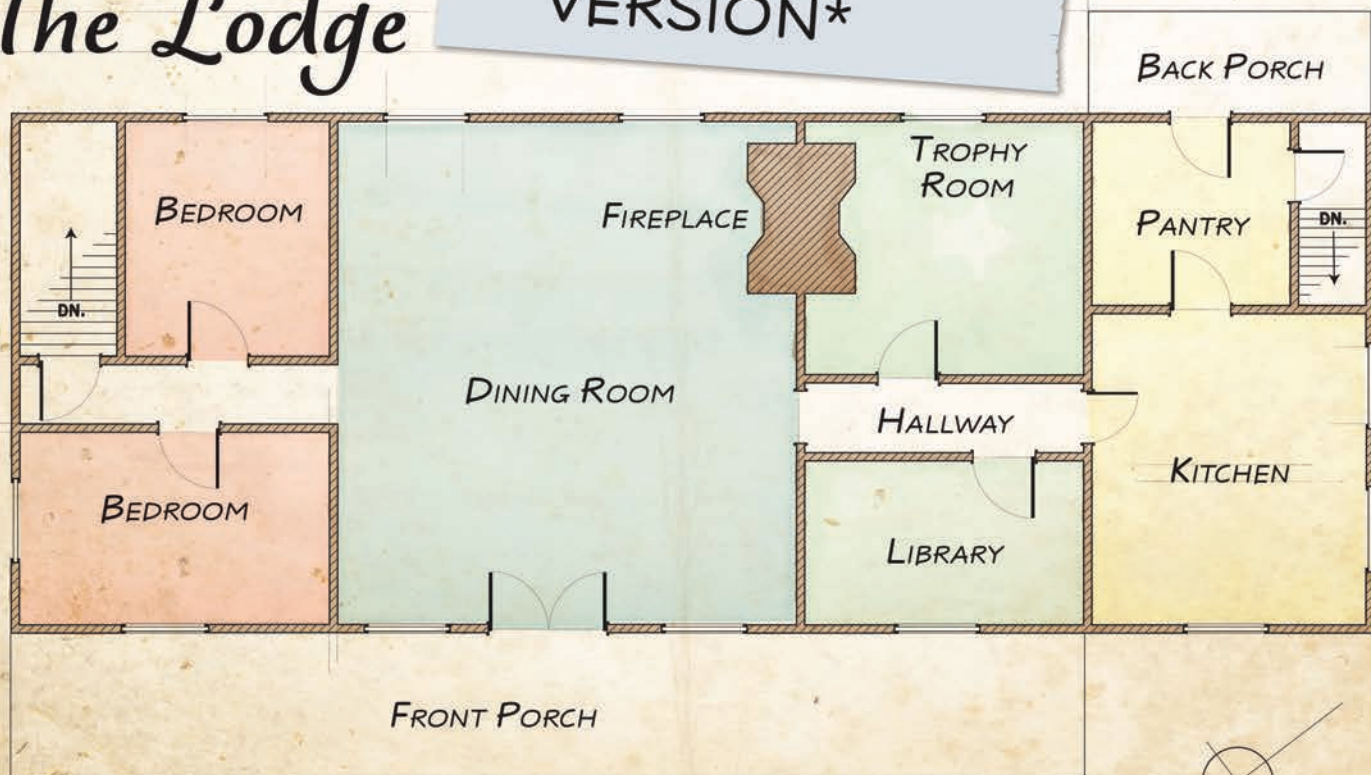 The Lodge
VERSION*
BACK PORCH
BEDROOM
FIREPLACE
TROPHY
ROOM
PANTRY
DN.
DN.
DINING ROOM
HALLWAY
KITCHEN
BEDROOM
LIBRARY
FRONT PORCH